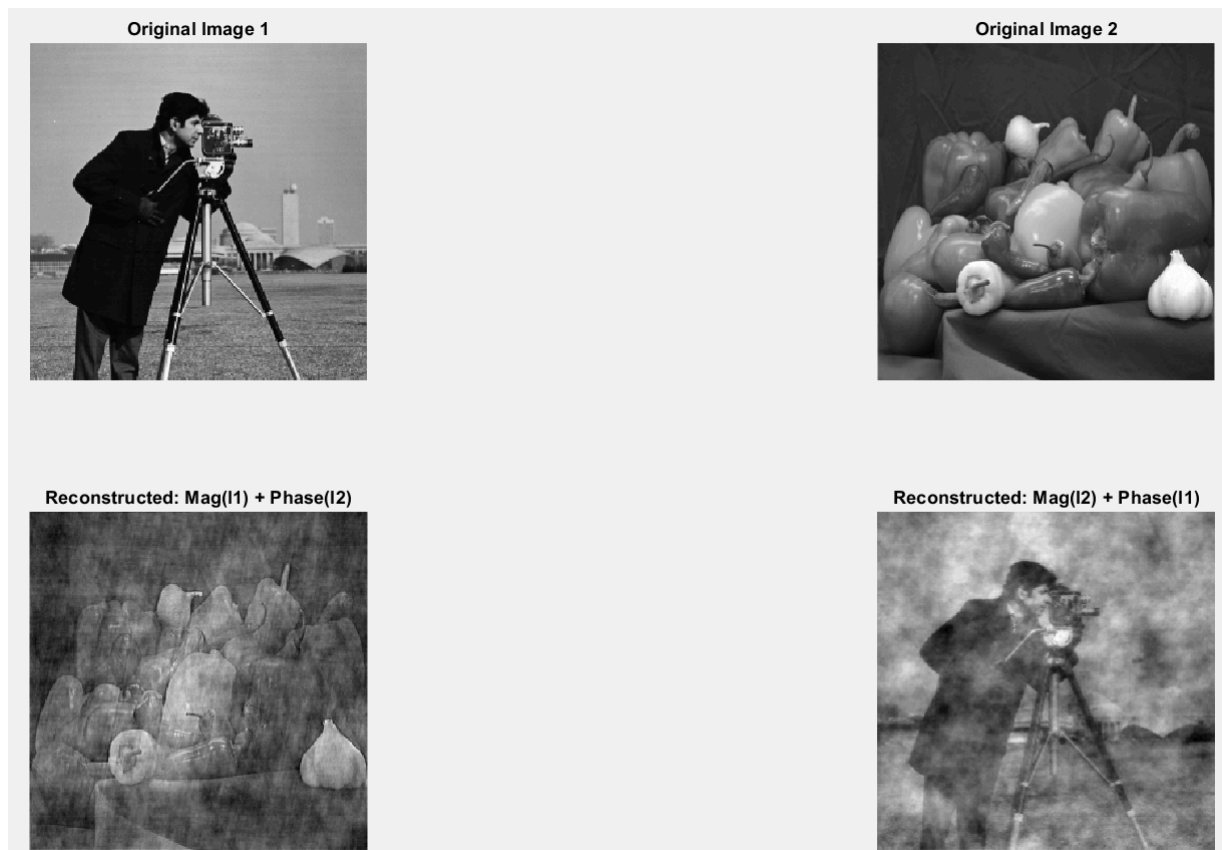 Original Image 1
Original Image 2
Reconstructed: Mag(I1) + Phase(I2)
Reconstructed: Mag(I2) + Phase(I1)